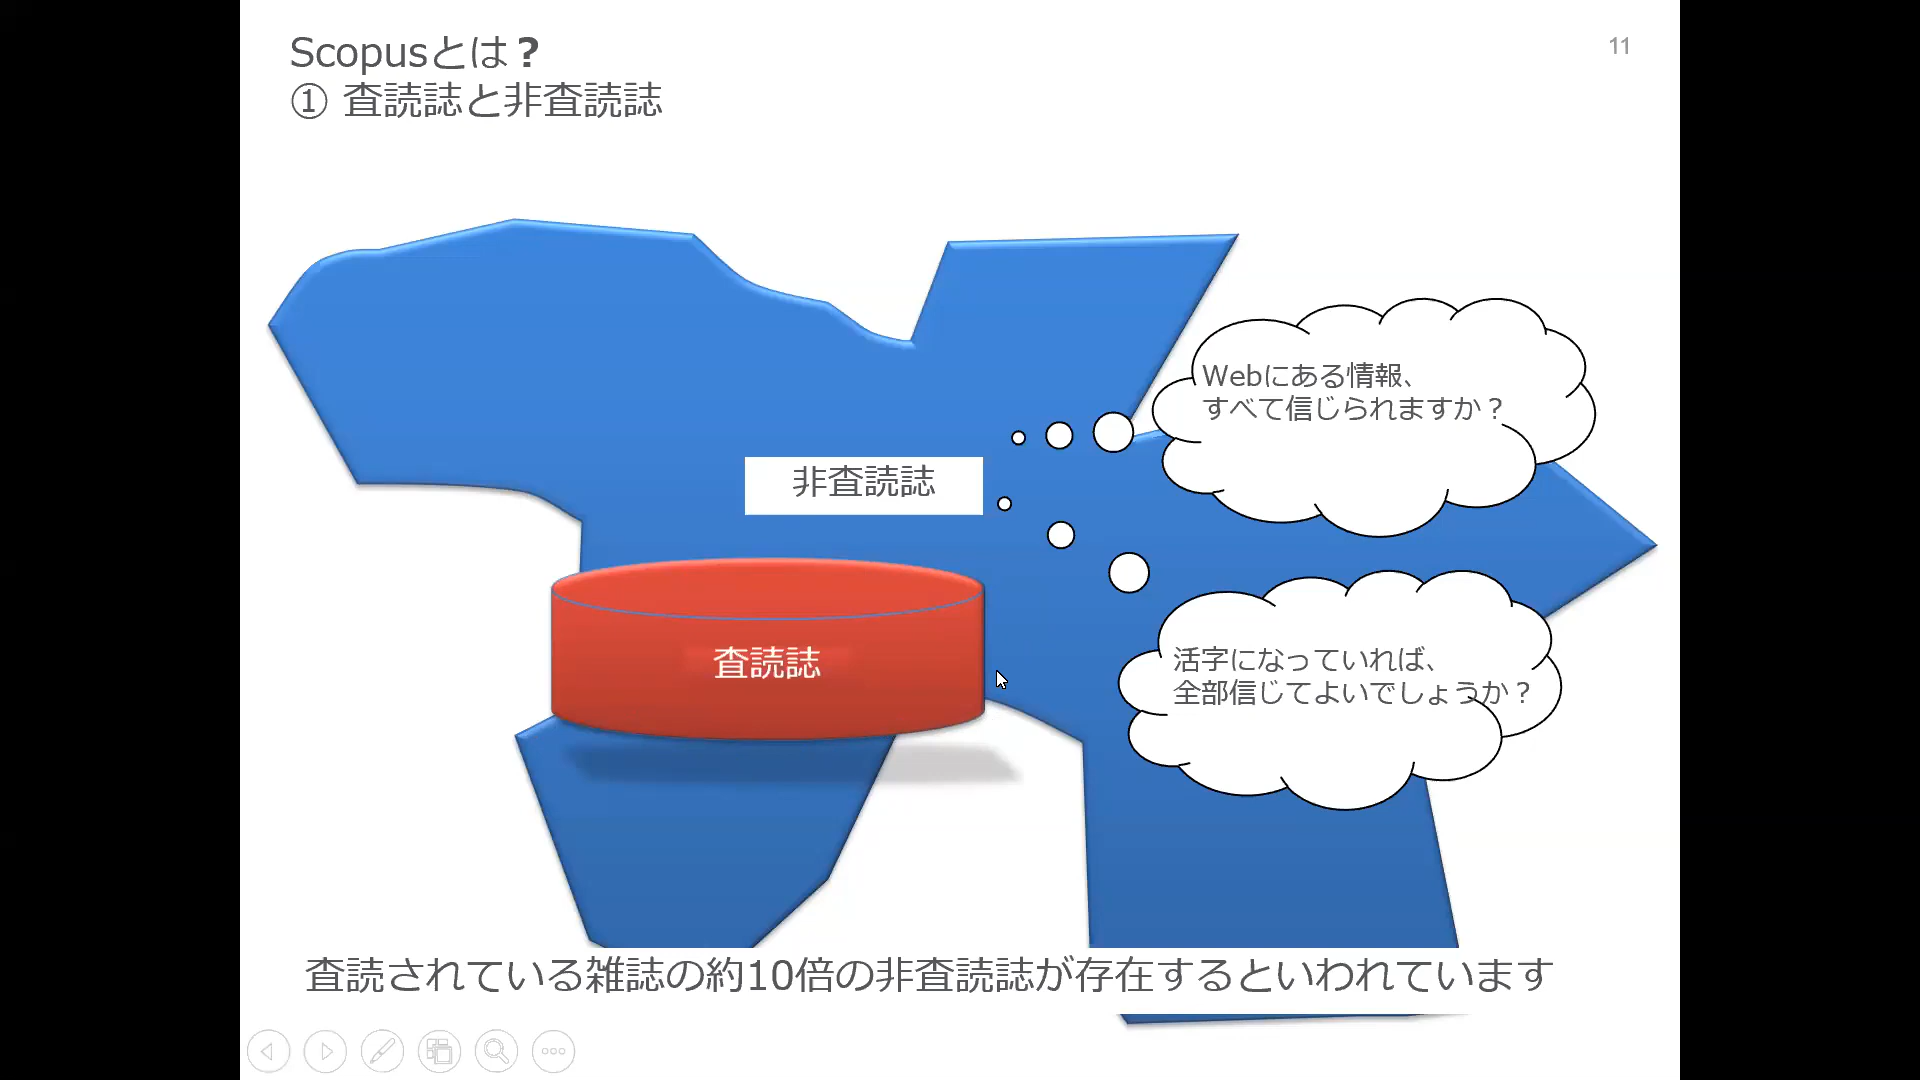 Scopusとは？
① 査読誌と非査読誌
11
Webにある情報、
すべて信じられますか？
非査読誌
査読誌
活字になっていれば、
全部信じてよいでしょうか？
査読されている雑誌の約10倍の非査読誌が存在するといわれています